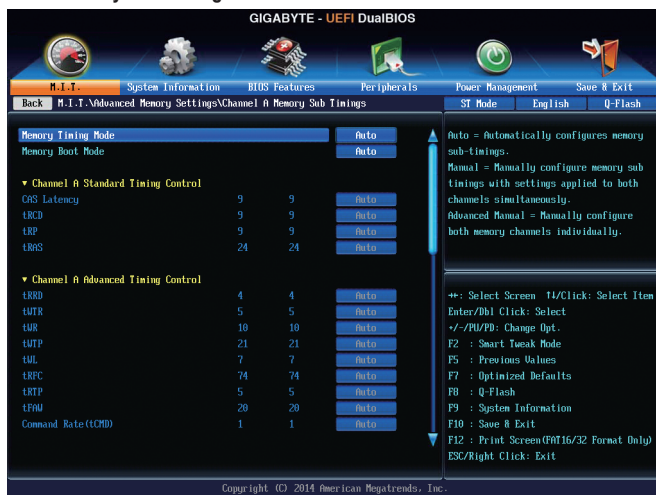 GIGABYTE - UEFI DualBIOS
M.I.T.
System Information
BIOS Features
Peripherals
Power Management
Save & Exit
Back M.I.T.\Advanced Memory Settings\Channel A Memory Sub Timings
ST Mode English Q-Flash
Memory Timing Mode Auto
Memory Boot Mode Auto
▼ Channel A Standard Timing Control
CAS Latency 9 9 Auto
tRCD 9 9 Auto
tRP 9 9 Auto
tRAS 24 24 Auto
▼ Channel A Advanced Timing Control
tRRD 4 4 Auto
tWTR 5 5 Auto
tWR 10 10 Auto
tWTP 21 21 Auto
tWL 7 7 Auto
tRFC 74 74 Auto
tRTP 5 5 Auto
tFAW 20 20 Auto
Command Rate(tCMD) 1 1 Auto
Auto = Automatically configures memory
sub-timings.
Manual = Manually configure memory sub
timings with settings applied to both
channels simultaneously.
Advanced Manual = Manually configure
both memory channels individually.
→←: Select Screen ↑↓/Click: Select Item
Enter/Dbl Click: Select
+/-/PU/PD: Change Opt.
F2 : Smart Tweak Mode
F5 : Previous Values
F7 : Optimized Defaults
F8 : Q-Flash
F9 : System Information
F10 : Save & Exit
F12 : Print Screen(FAT16/32 Format Only)
ESC/Right Click: Exit
Copyright (C) 2014 American Megatrends, Inc.